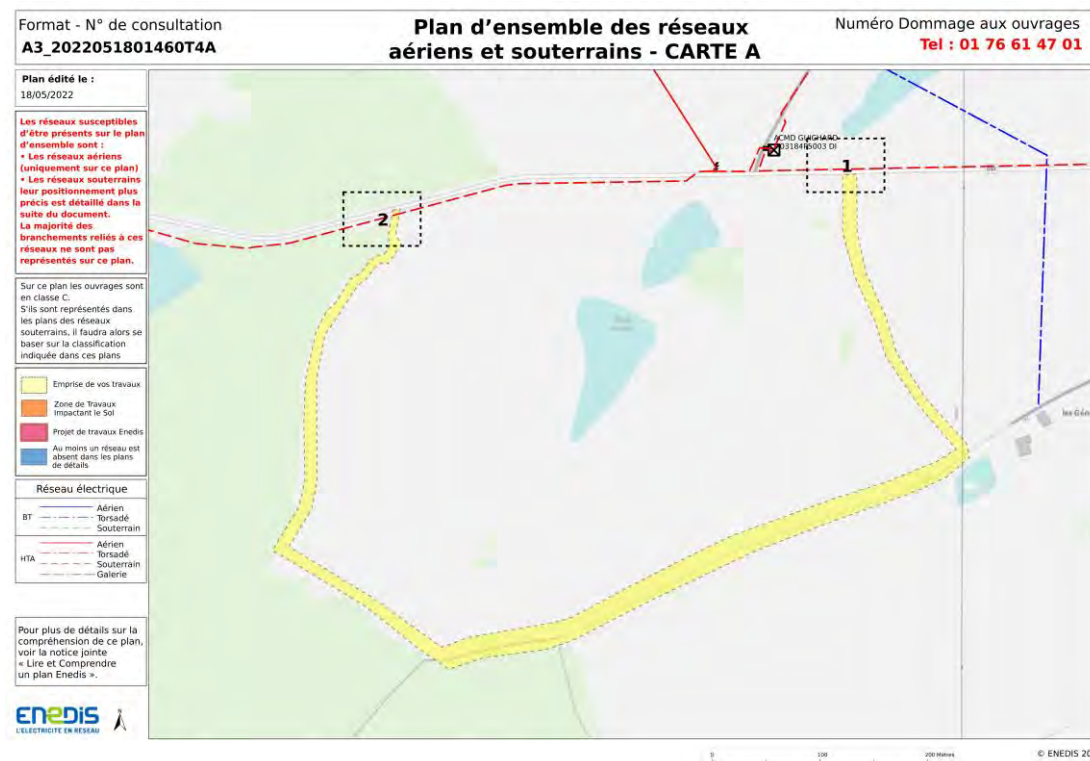 Format - N° de consultation
A3_2022051801460T4A
Plan d’ensemble des réseaux
aériens et souterrains - CARTE A
Numéro Dommage aux ouvrages
Tel : 01 76 61 47 01
Plan édité le :
18/05/2022
Les réseaux susceptibles
d’être présents sur le plan
d’ensemble sont :
• Les réseaux aériens
(uniquement sur ce plan)
• Les réseaux souterrains
leur positionnement plus
précis est détaillé dans la
suite du document.
La majorité des
branchements reliés à ces
réseaux ne sont pas
représentés sur ce plan.
Sur ce plan les ouvrages sont
en classe C.
S'ils sont représentés dans
les plans des réseaux
souterrains, il faudra alors se
baser sur la classification
indiquée dans ces plans
Emprise de vos travaux
Zone de Travaux
Impactant le Sol
Projet de travaux Enedis
Au moins un réseau est
absent dans les plans
de détails
Réseau électrique
BT
Aérien
Torsadé
Souterrain
HTA
Aérien
Torsadé
Souterrain
Galerie
Pour plus de détails sur la
compréhension de ce plan,
voir la notice jointe
« Lire et Comprendre
un plan Enedis ».
ENEDIS
L'ELECTRICITE EN RESEAU
N
ACMD GUICHARD
1
2
les Gén
0 100 200 Mètres
© ENEDIS 20